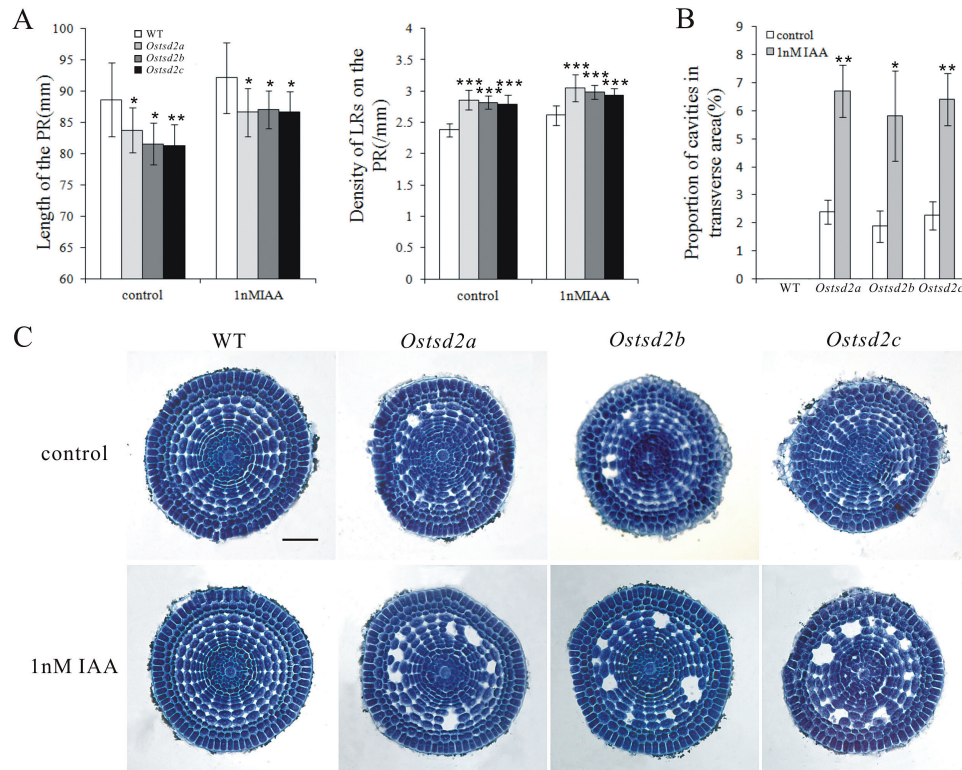 A
Length of the PR(mm)
100
95
90
85
80
75
70
65
60
WT
Ostsd2a
Ostsd2b
Ostsd2c
*
*
**
*
*
*
control
1nMIAA
Density of LRs on the
PR(/mm)
4
3.5
3
2.5
2
1.5
1
0.5
0
***
***
***
***
***
***
control
1nMIAA
B
Proportion of cavities in
transverse area(%)
9
8
7
6
5
4
3
2
1
0
control
1nM IAA
**
*
**
WT
Ostsd2a
Ostsd2b
Ostsd2c
C
WT
Ostsd2a
Ostsd2b
Ostsd2c
control
1nM IAA